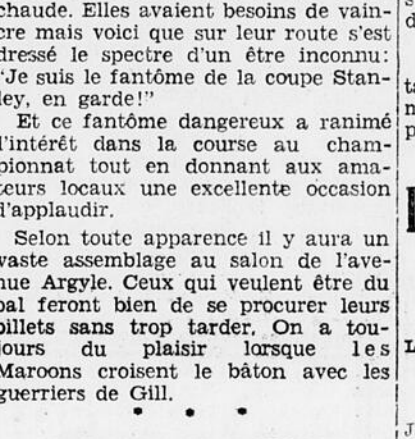 chaude. Elles avaient besoins de vain-
cre mais voici que sur leur route s'est
dressé le spectre d'un être inconnu:
"Je suis le fantôme de la coupe Stan-
ley, en garde!"
Et ce fantôme dangereux a ranimé
l'intérêt dans la course au cham-
pionnat tout en donnant aux ama-
teurs locaux une excellente occasion
d'applaudir.
Selon toute apparence il y aura un
vaste assemblage au salon de l'ave-
nue Argyle. Ceux qui veulent être du
bal feront bien de se procurer leurs
billets sans trop tarder. On a tou-
jours du plaisir lorsque les
Maroons croisent le bâton avec les
guerriers de Gill.
* * *